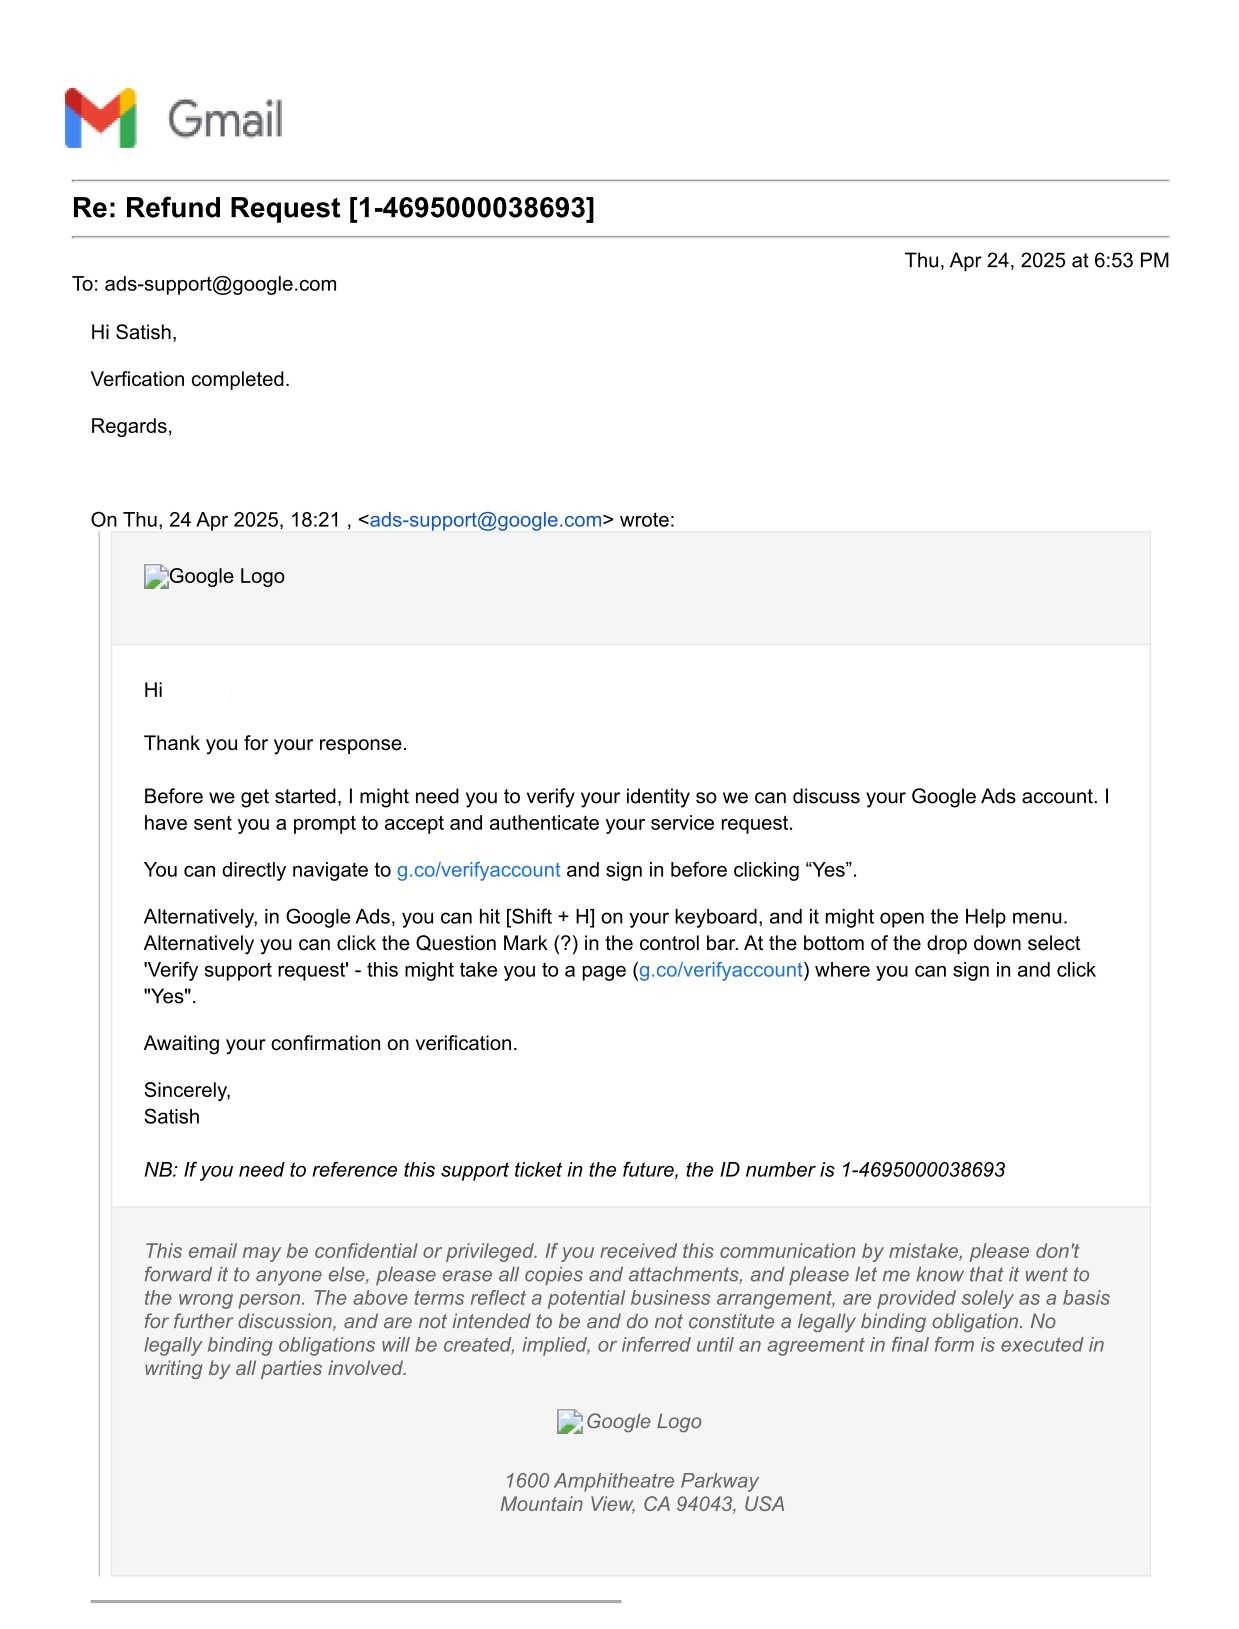 Gmail
Re: Refund Request [1-4695000038693]
Thu, Apr 24, 2025 at 6:53 PM
To: ads-support@google.com
Hi Satish,
Verfication completed.
Regards,
On Thu, 24 Apr 2025, 18:21 , <ads-support@google.com> wrote:
Google Logo
Hi
Thank you for your response.
Before we get started, I might need you to verify your identity so we can discuss your Google Ads account. I
have sent you a prompt to accept and authenticate your service request.
You can directly navigate to g.co/verifyaccount and sign in before clicking “Yes”.
Alternatively, in Google Ads, you can hit [Shift + H] on your keyboard, and it might open the Help menu.
Alternatively you can click the Question Mark (?) in the control bar. At the bottom of the drop down select
'Verify support request' - this might take you to a page (g.co/verifyaccount) where you can sign in and click
"Yes".
Awaiting your confirmation on verification.
Sincerely,
Satish
NB: If you need to reference this support ticket in the future, the ID number is 1-4695000038693
This email may be confidential or privileged. If you received this communication by mistake, please don't
forward it to anyone else, please erase all copies and attachments, and please let me know that it went to
the wrong person. The above terms reflect a potential business arrangement, are provided solely as a basis
for further discussion, and are not intended to be and do not constitute a legally binding obligation. No
legally binding obligations will be created, implied, or inferred until an agreement in final form is executed in
writing by all parties involved.
Google Logo
1600 Amphitheatre Parkway
Mountain View, CA 94043, USA